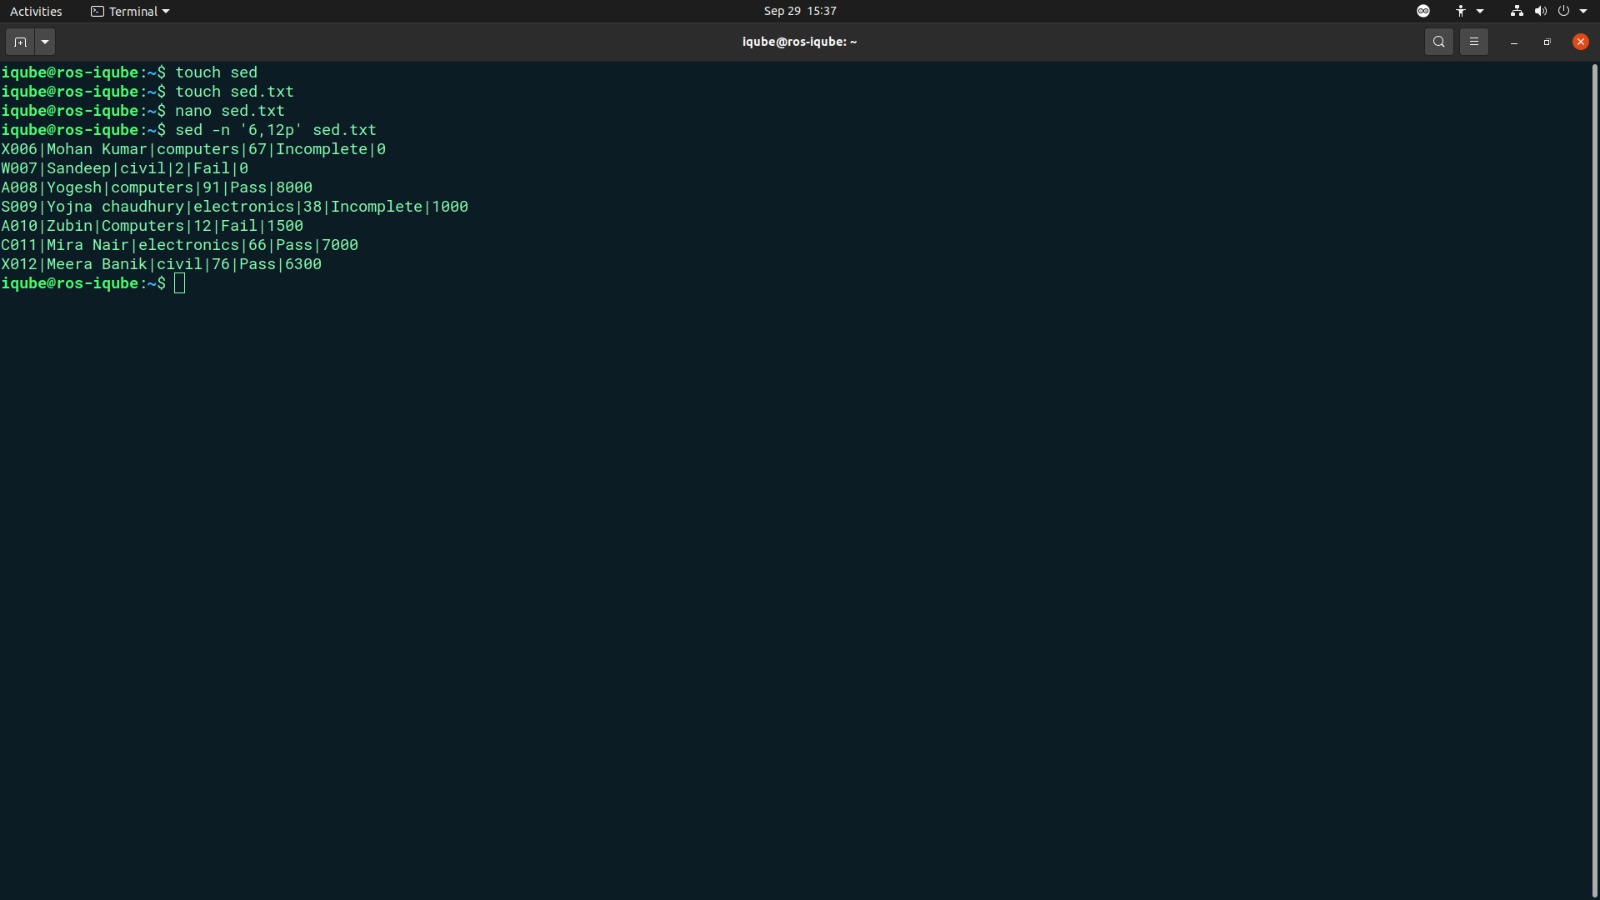 Activities Terminal Sep 29 15:37
iqube@ros-iqube: ~
iqube@ros-iqube:~$ touch sed
iqube@ros-iqube:~$ touch sed.txt
iqube@ros-iqube:~$ nano sed.txt
iqube@ros-iqube:~$ sed -n '6,12p' sed.txt
X006|Mohan Kumar|computers|67|Incomplete|0
W007|Sandeep|civil|2|Fail|0
A008|Yogesh|computers|91|Pass|8000
S009|Yojna chaudhury|electronics|38|Incomplete|1000
A010|Zubin|Computers|12|Fail|1500
C011|Mira Nair|electronics|66|Pass|7000
X012|Meera Banik|civil|76|Pass|6300
iqube@ros-iqube:~$